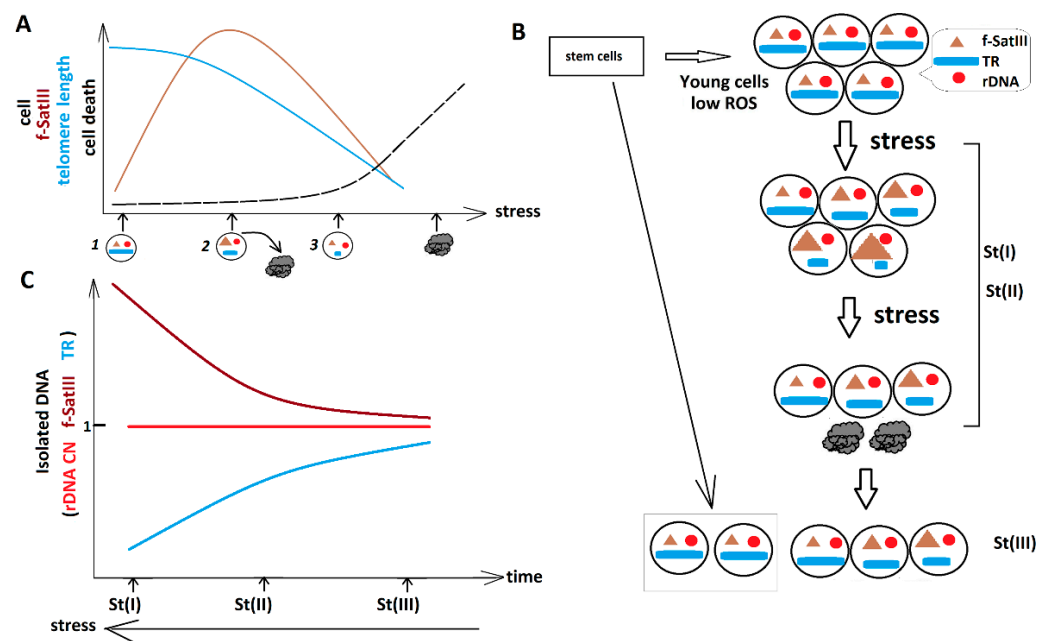 A
cell
f-SatIII
telomere length
cell death
stress
1
2
3
B
stem cells
Young cells
low ROS
f-SatIII
TR
rDNA
stress
St(I)
St(II)
stress
St(III)
C
Isolated DNA
(rDNA CN f-SatIII TR )
1
time
St(I)
St(II)
St(III)
stress